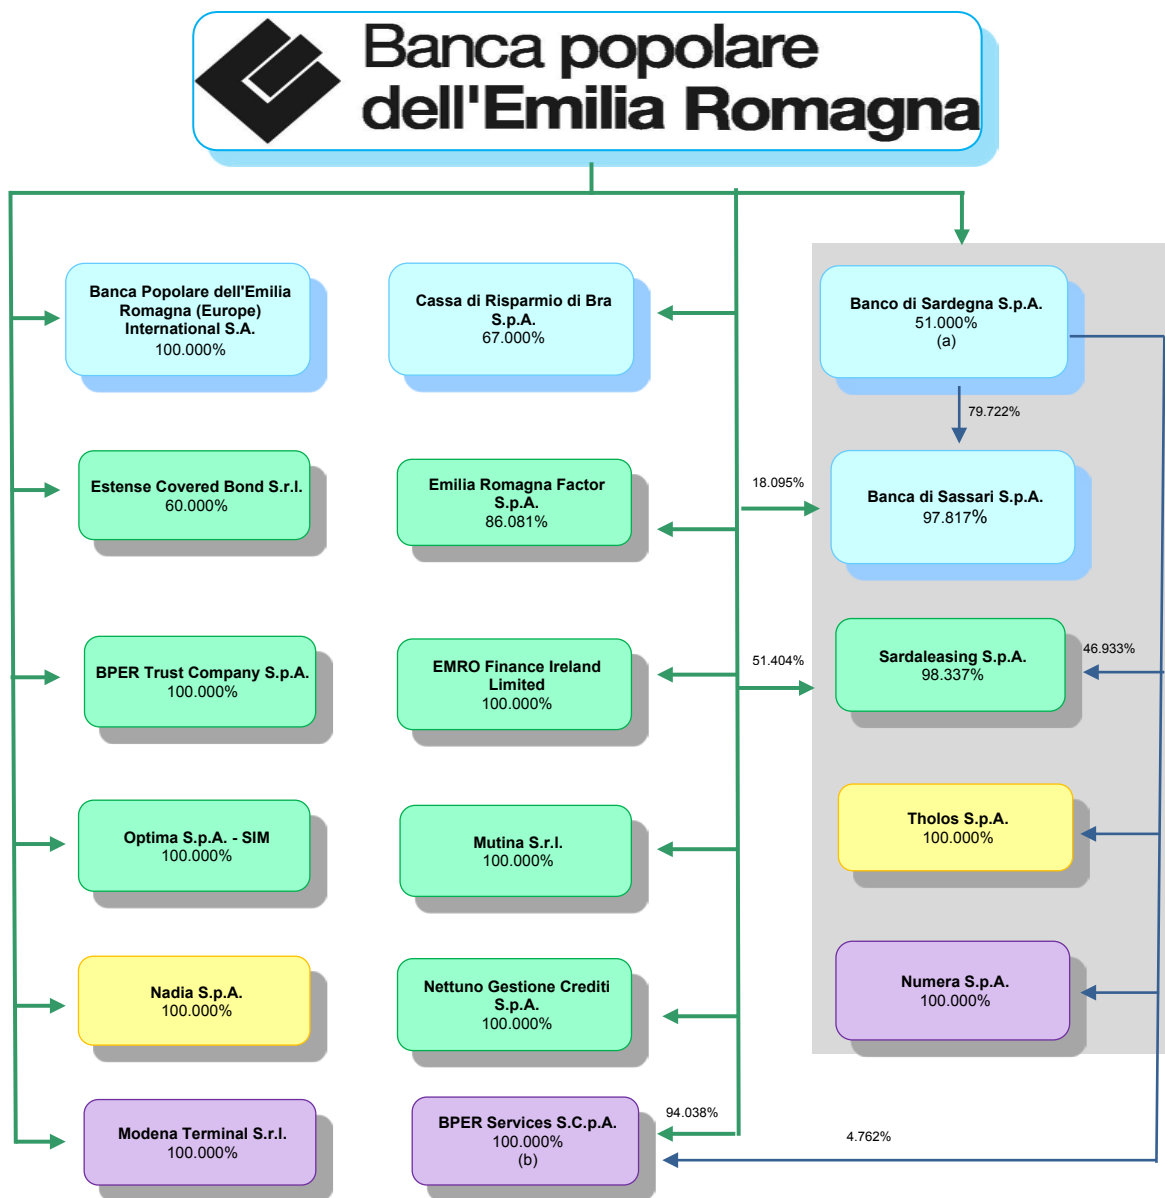 Banca popolare
dell'Emilia Romagna
Banca Popolare dell'Emilia
Romagna (Europe)
International S.A.
100.000%
Cassa di Risparmio di Bra
S.p.A.
67.000%
Banco di Sardegna S.p.A.
51.000%
(a)
79.722%
Estense Covered Bond S.r.l.
60.000%
Emilia Romagna Factor
S.p.A.
86.081%
18.095%
Banca di Sassari S.p.A.
97.817%
BPER Trust Company S.p.A.
100.000%
EMRO Finance Ireland
Limited
100.000%
51.404%
Sardaleasing S.p.A.
98.337%
46.933%
Optima S.p.A. - SIM
100.000%
Mutina S.r.l.
100.000%
Tholos S.p.A.
100.000%
Nadia S.p.A.
100.000%
Nettuno Gestione Crediti
S.p.A.
100.000%
Numera S.p.A.
100.000%
Modena Terminal S.r.l.
100.000%
BPER Services S.C.p.A.
100.000%
(b)
94.038%
4.762%